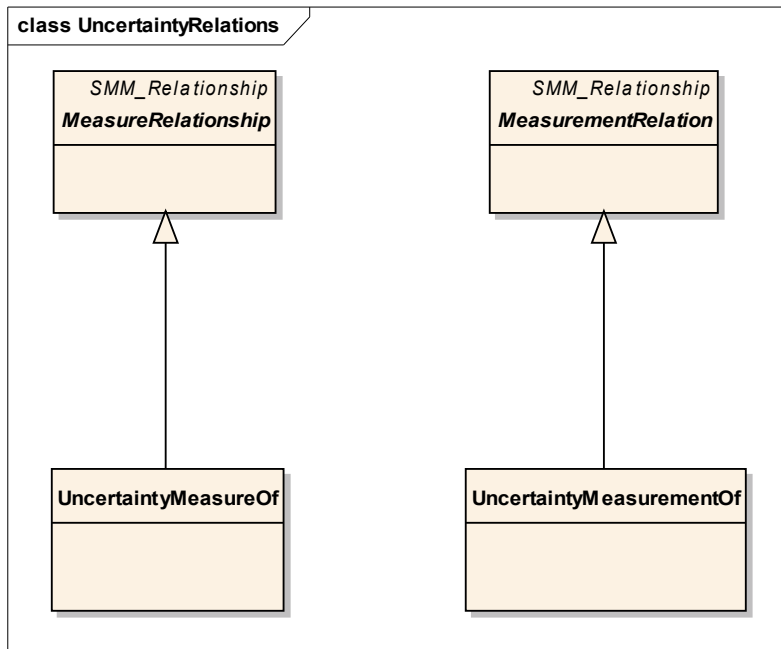 class UncertaintyRelations
SMM_Relationship
MeasureRelationship
SMM_Relationship
MeasurementRelation
UncertaintyMeasureOf
UncertaintyMeasurementOf